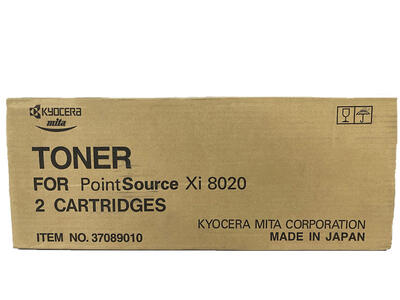 KYOCERA
mita
TONER
FOR PointSource Xi 8020
2 CARTRIDGES
ITEM NO. 37089010
KYOCERA MITA CORPORATION
MADE IN JAPAN